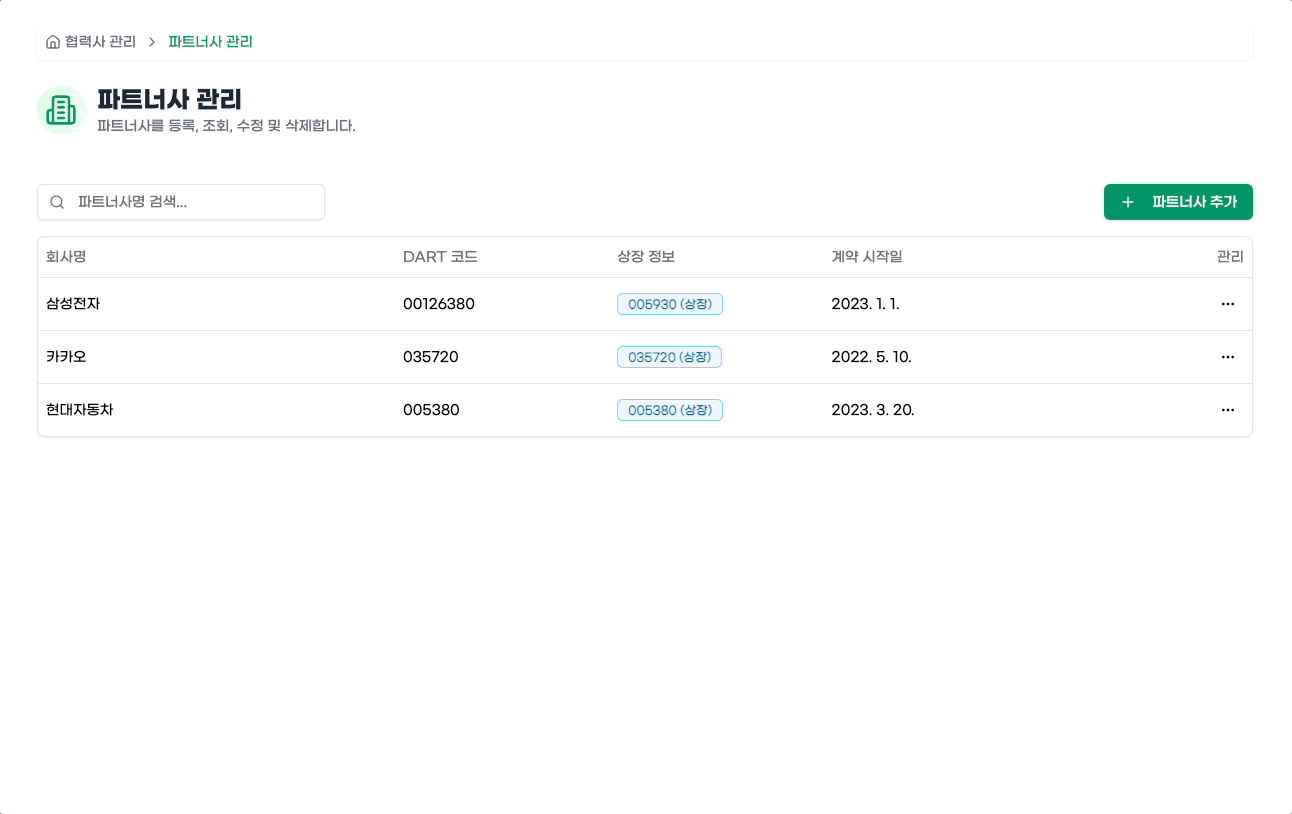 협력사 관리 > 파트너사 관리
파트너사 관리
파트너사를 등록, 조회, 수정 및 삭제합니다.
파트너사명 검색...
+ 파트너사 추가
회사명 DART 코드 상장 정보 계약 시작일 관리
삼성전자 00126380 005930 (상장) 2023. 1. 1. ...
카카오 035720 035720 (상장) 2022. 5. 10. ...
현대자동차 005380 005380 (상장) 2023. 3. 20. ...